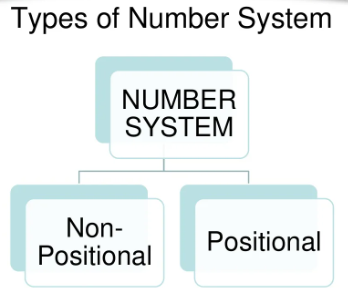 Types of Number System
NUMBER
SYSTEM
Non-
Positional
Positional